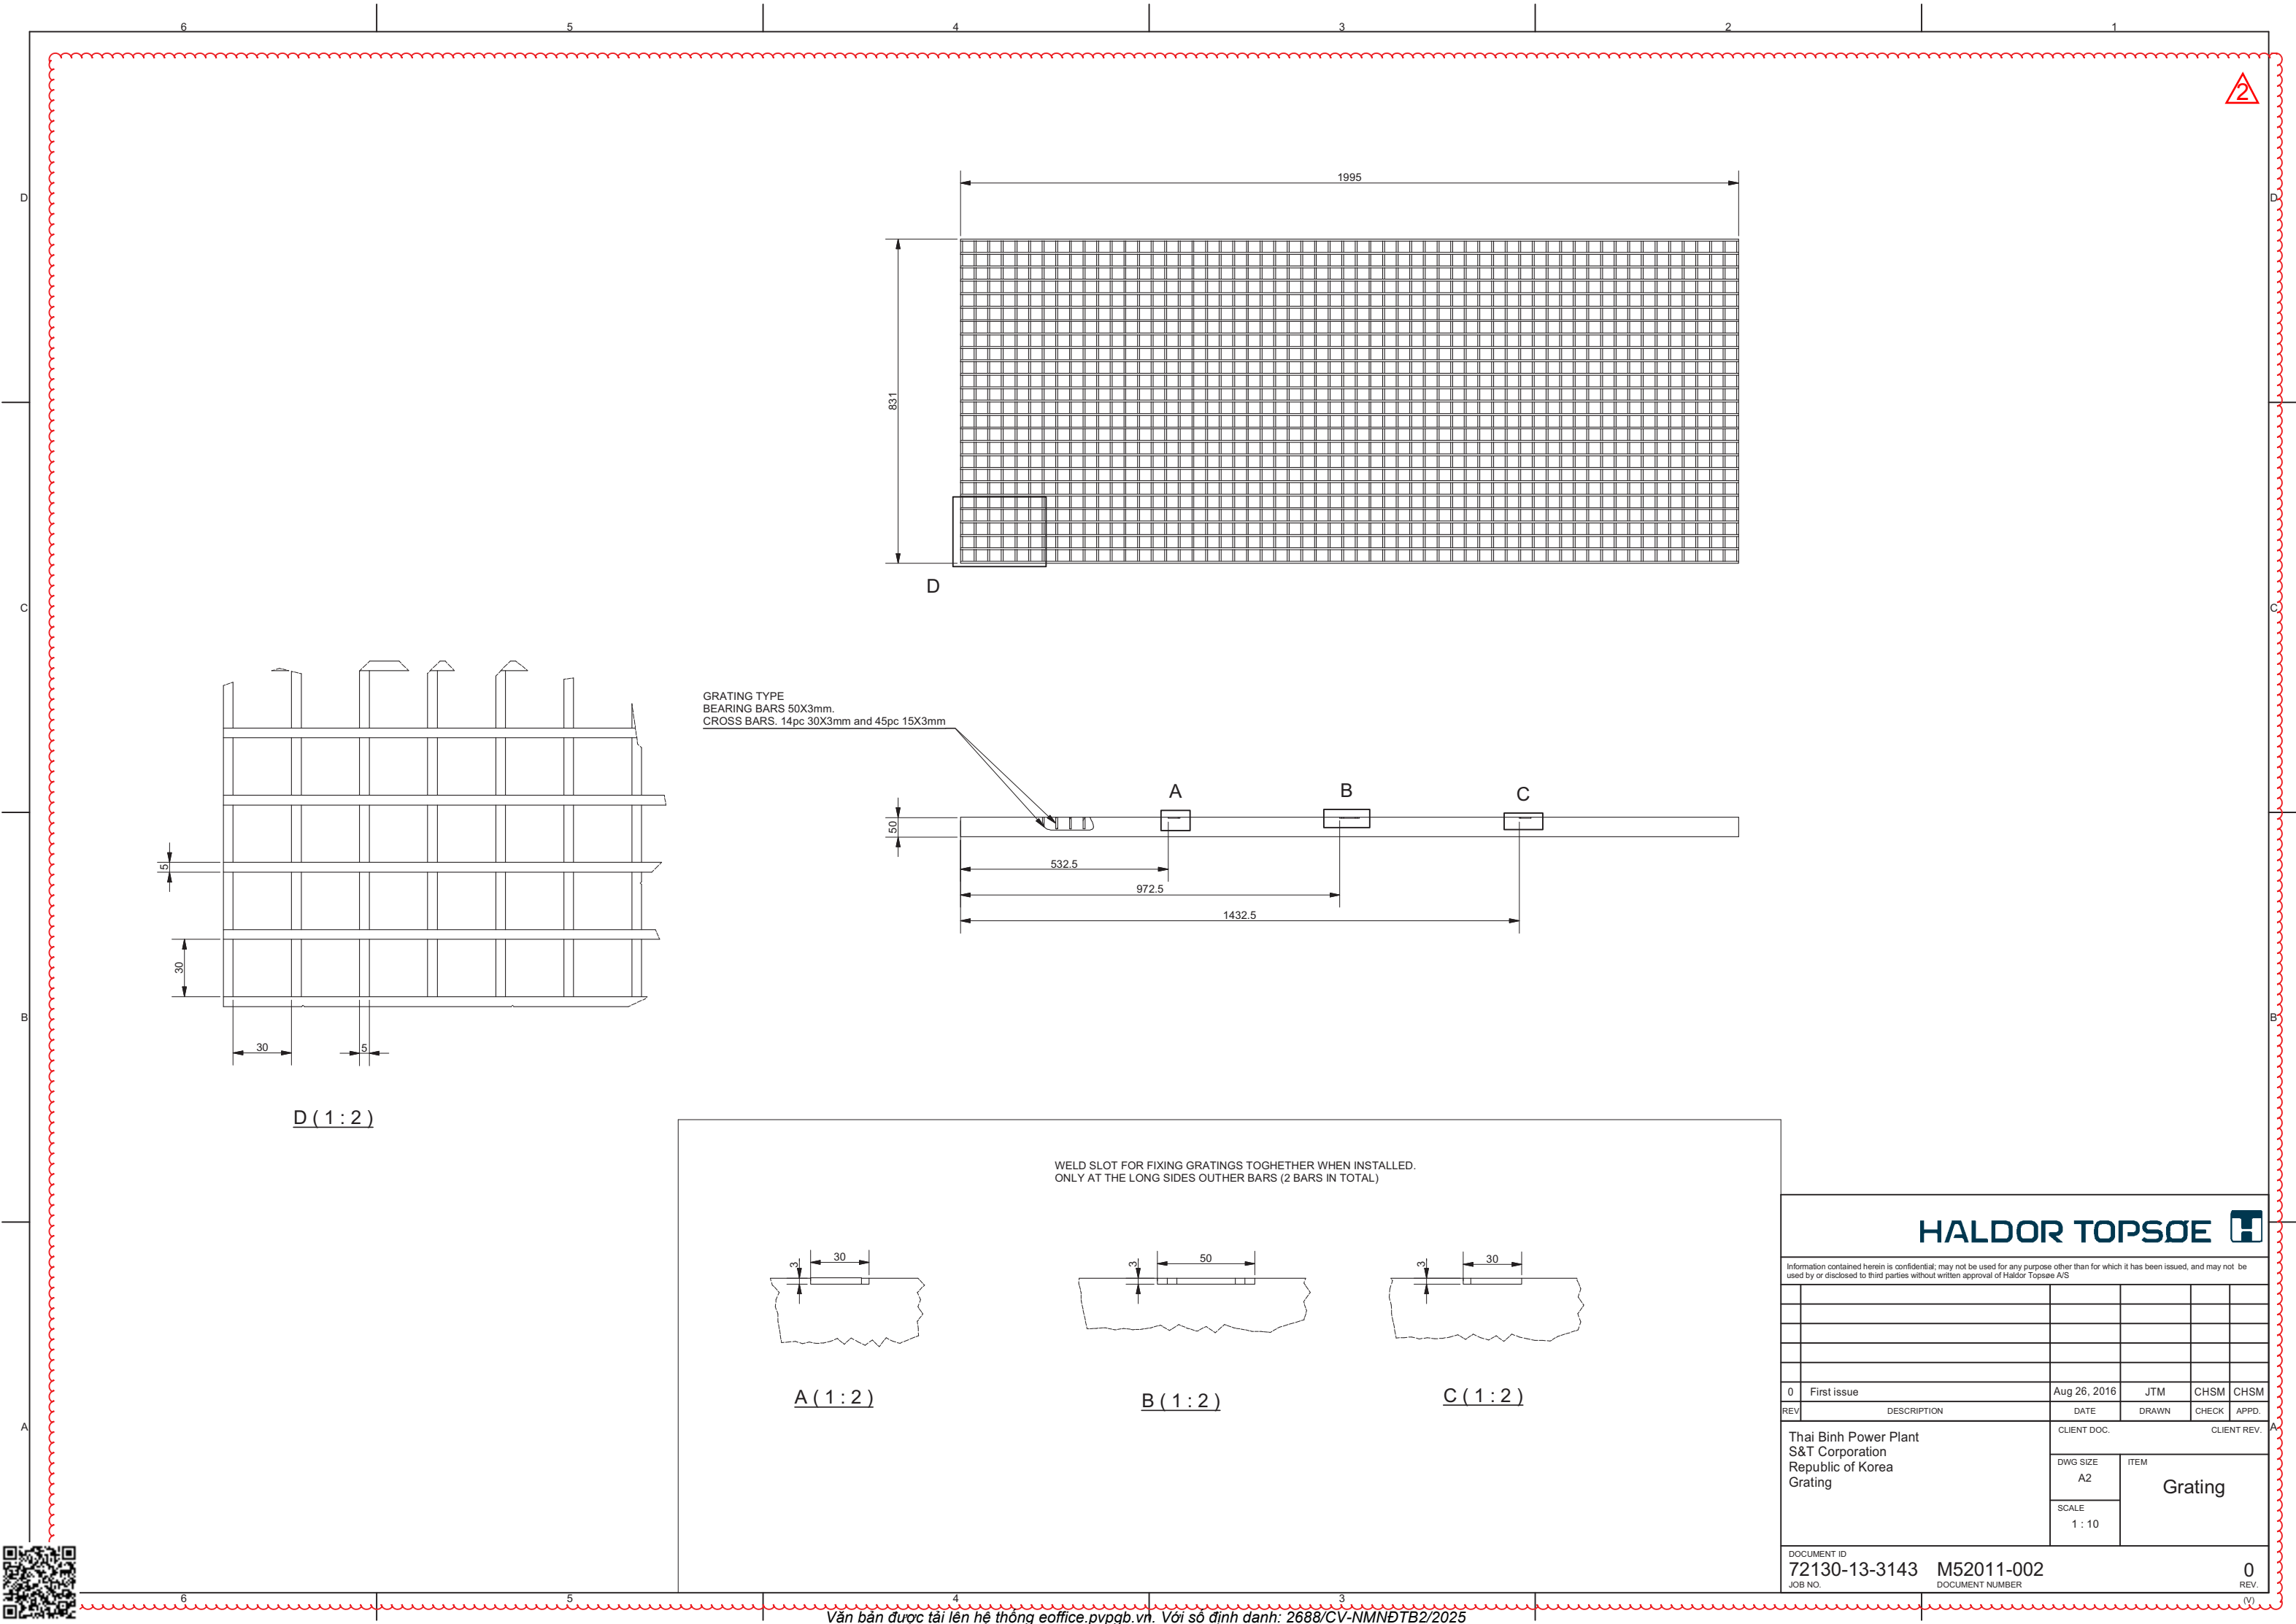 6
5
4
3
2
1
2
D
D
1995
831
D
C
C
GRATING TYPE
BEARING BARS 50X3mm.
CROSS BARS. 14pc 30X3mm and 45pc 15X3mm
A
B
C
50
532.5
972.5
1432.5
5
30
30
5
B
B
D ( 1 : 2 )
WELD SLOT FOR FIXING GRATINGS TOGHETHER WHEN INSTALLED.
ONLY AT THE LONG SIDES OUTHER BARS (2 BARS IN TOTAL)
3
30
3
50
3
30
A ( 1 : 2 )
B ( 1 : 2 )
C ( 1 : 2 )
A
A
HALDOR TOPSØE
Information contained herein is confidential; may not be used for any purpose other than for which it has been issued, and may not be
used by or disclosed to third parties without written approval of Haldor Topsøe A/S
0 First issue Aug 26, 2016 JTM CHSM CHSM
REV DESCRIPTION DATE DRAWN CHECK APPD.
Thai Binh Power Plant
S&T Corporation
Republic of Korea
Grating
CLIENT DOC. CLIENT REV.
DWG SIZE
A2
ITEM
Grating
SCALE
1 : 10
DOCUMENT ID
72130-13-3143 M52011-002 0
JOB NO. DOCUMENT NUMBER REV.
(V)
6
5
4
3
Văn bản được tải lên hệ thống eoffice.pvpgb.vn. Với số định danh: 2688/CV-NMNĐTB2/2025